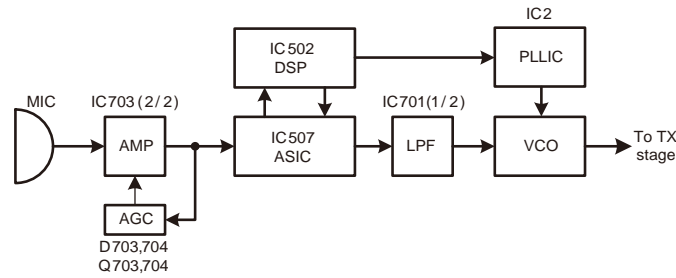 IC2
IC502
DSP
PLLIC
MIC
IC703 (2/2)
IC701(1/2)
AMP
IC507
ASIC
LPF
VCO
To TX
stage
AGC
D703,704
Q703,704